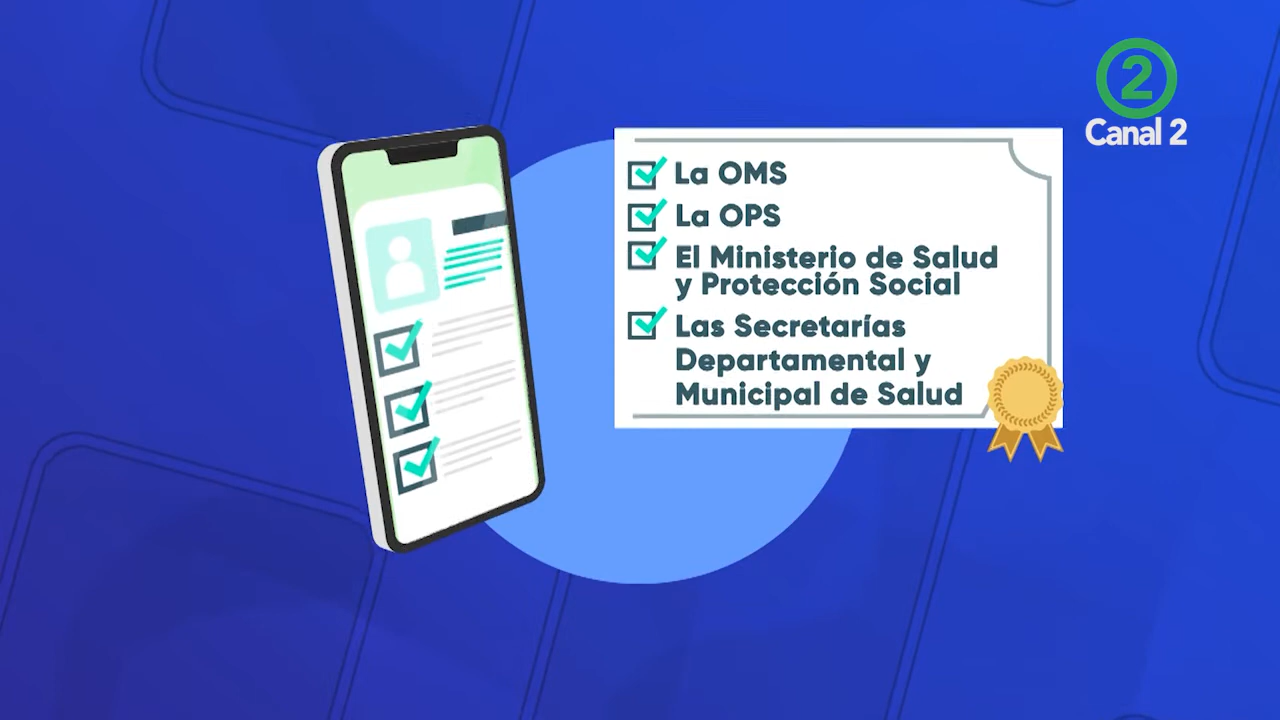 2
Canal 2
La OMS
La OPS
El Ministerio de Salud
y Protección Social
Las Secretarías
Departamental y
Municipal de Salud